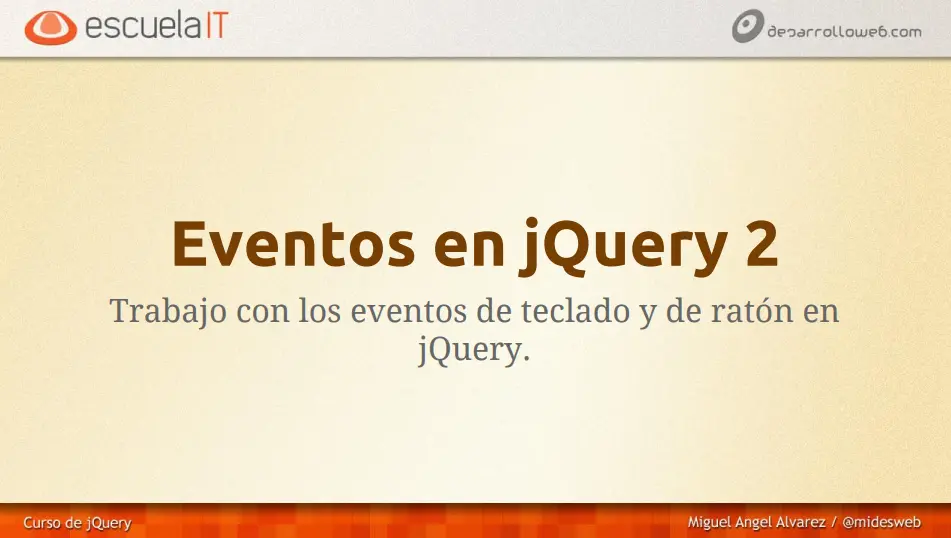 escuelaIT
desarrolloweb.com
Eventos en jQuery 2
Trabajo con los eventos de teclado y de ratón en
jQuery.
Curso de jQuery
Miguel Angel Alvarez / @midesweb